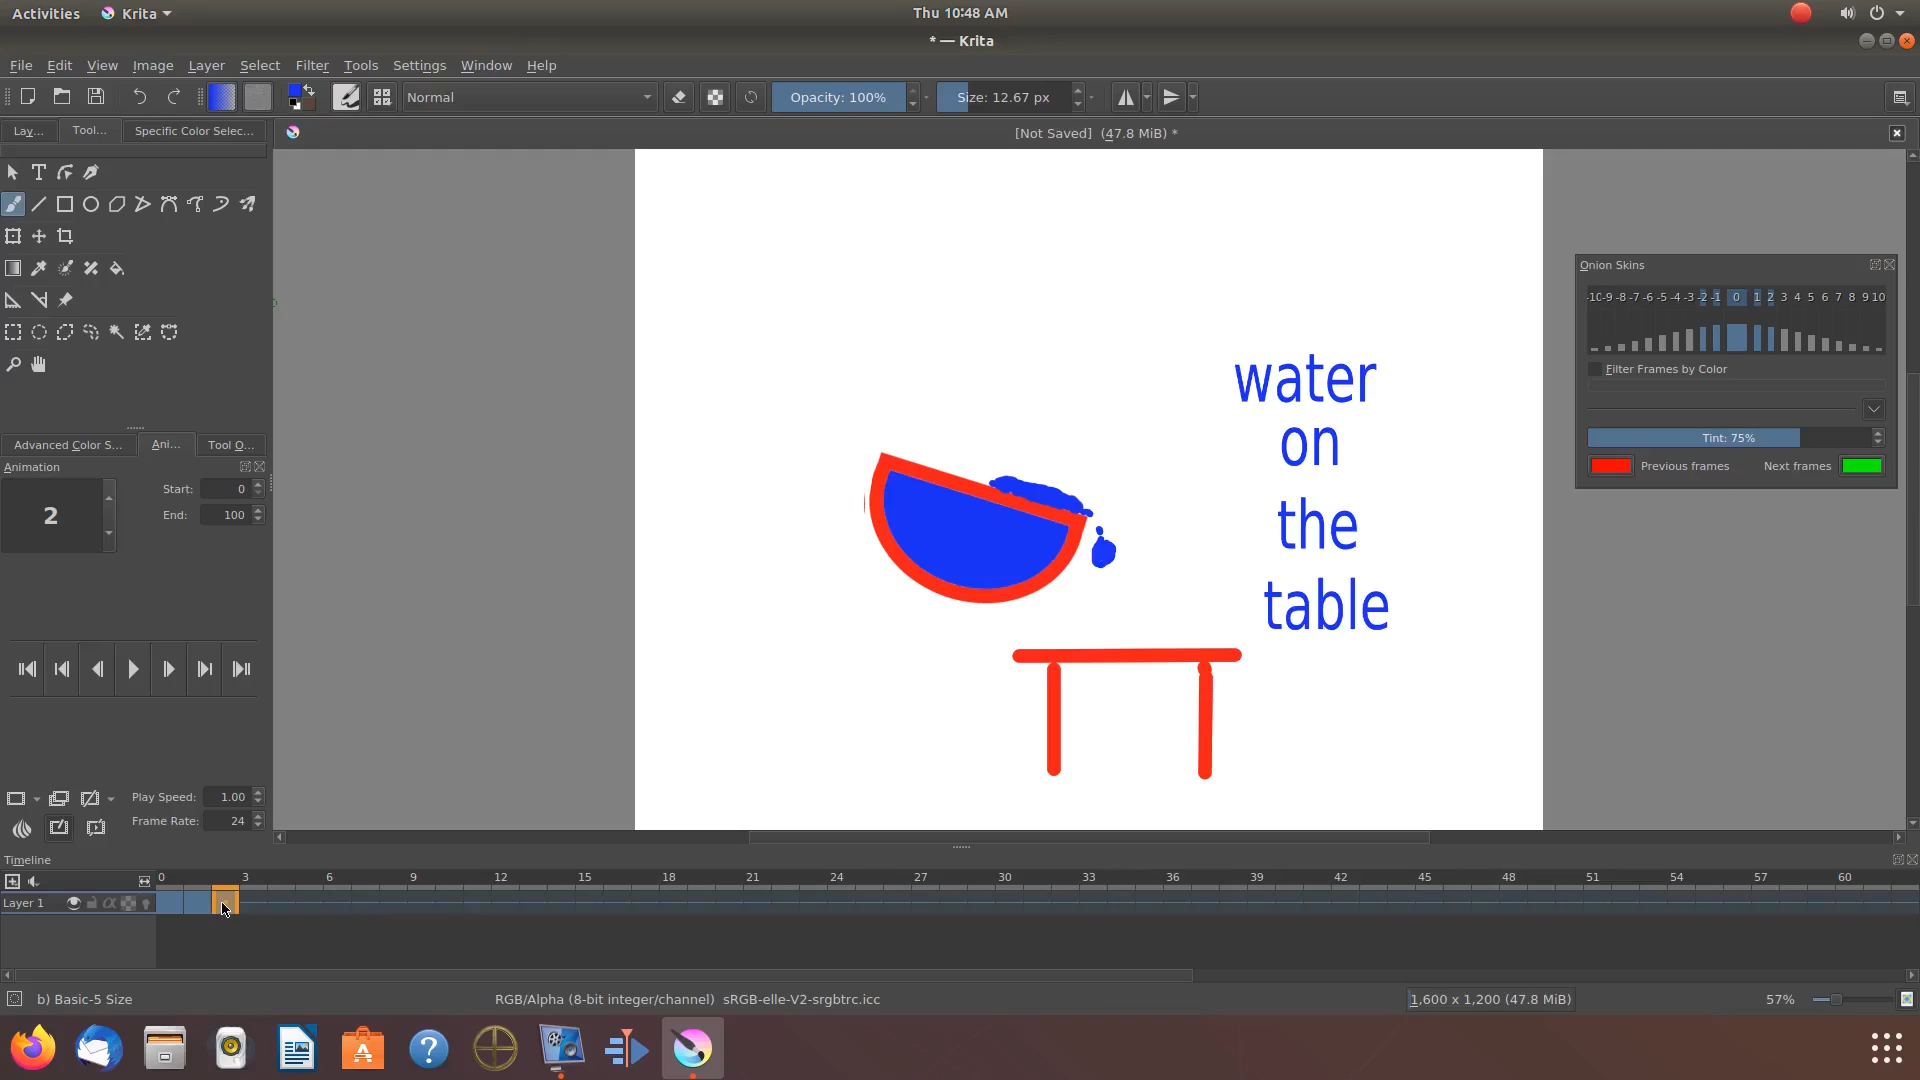 Activities Krita Thu 10:48 AM
* — Krita
File Edit View Image Layer Select Filter Tools Settings Window Help
Normal Opacity: 100% Size: 12.67 px
Lay... Tool... Specific Color Selec... [Not Saved] (47.8 MiB) *
Onion Skins
-10 -9 -8 -7 -6 -5 -4 -3 -2 -1 0 1 2 3 4 5 6 7 8 9 10
Filter Frames by Color
Tint: 75%
Previous frames Next frames
water
on
the
table
Advanced Color S... Ani... Tool O...
Animation
Start: 0
2
End: 100
Play Speed: 1.00
Frame Rate: 24
Timeline
0 3 6 9 12 15 18 21 24 27 30 33 36 39 42 45 48 51 54 57 60
Layer 1
b) Basic-5 Size RGB/Alpha (8-bit integer/channel) sRGB-elle-V2-srgbtrc.icc 1,600 x 1,200 (47.8 MiB) 57%